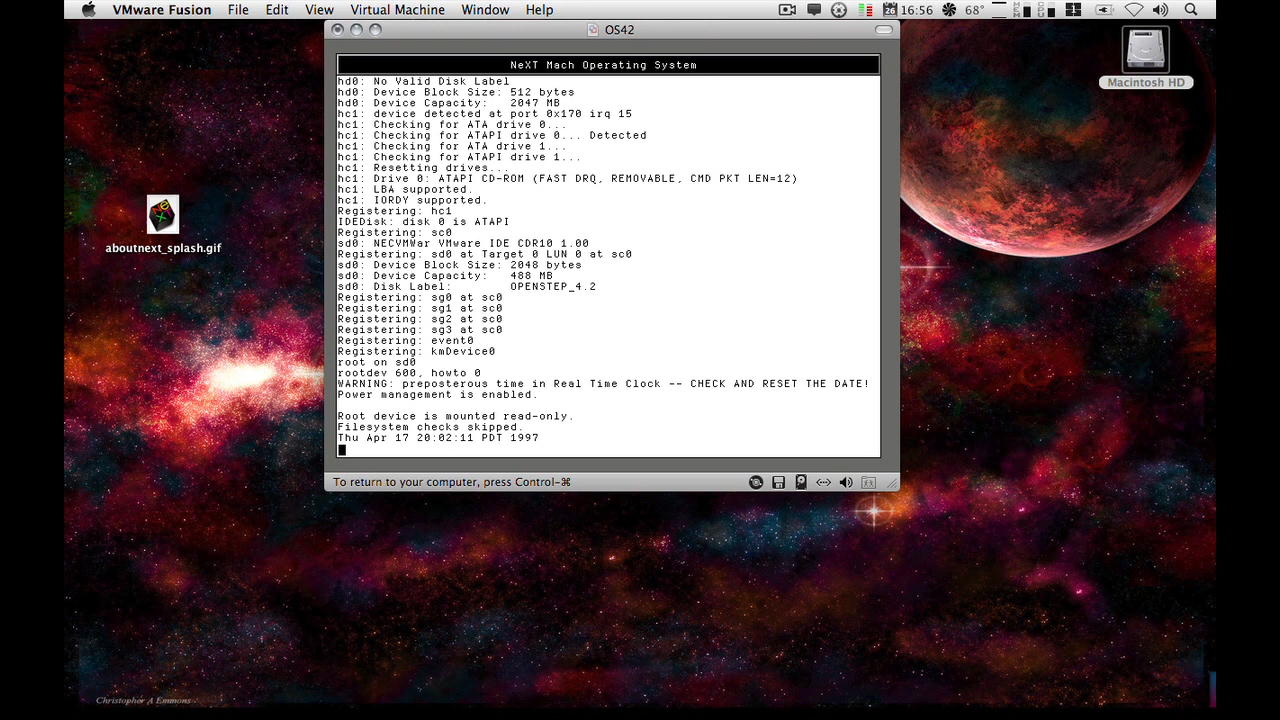 VMware Fusion File Edit View Virtual Machine Window Help 26 16:56 68° MEM CPU 1
OS42
Macintosh HD
NeXT Mach Operating System
hd0: No Valid Disk Label
hd0: Device Block Size: 512 bytes
hd0: Device Capacity: 2047 MB
hc1: device detected at port 0x170 irq 15
hc1: Checking for ATA drive 0...
hc1: Checking for ATAPI drive 0... Detected
hc1: Checking for ATA drive 1...
hc1: Checking for ATAPI drive 1...
hc1: Resetting drives...
hc1: Drive 0: ATAPI CD-ROM (FAST DRQ, REMOVABLE, CMD PKT LEN=12)
hc1: LBA supported.
hc1: IORDY supported.
Registering: hc1
IDEDisk: disk 0 is ATAPI
Registering: sc0
sd0: NECVMWar VMware IDE CDR10 1.00
Registering: sd0 at Target 0 LUN 0 at sc0
sd0: Device Block Size: 2048 bytes
sd0: Device Capacity: 488 MB
sd0: Disk Label: OPENSTEP_4.2
Registering: sg0 at sc0
Registering: sg1 at sc0
Registering: sg2 at sc0
Registering: sg3 at sc0
Registering: event0
Registering: kmDevice0
root on sd0
rootdev 600, howto 0
WARNING: preposterous time in Real Time Clock -- CHECK AND RESET THE DATE!
Power management is enabled.
Root device is mounted read-only.
Filesystem checks skipped.
Thu Apr 17 20:02:11 PDT 1997
To return to your computer, press Control-⌘
NeXT
aboutnext_splash.gif
Christopher A Emmons